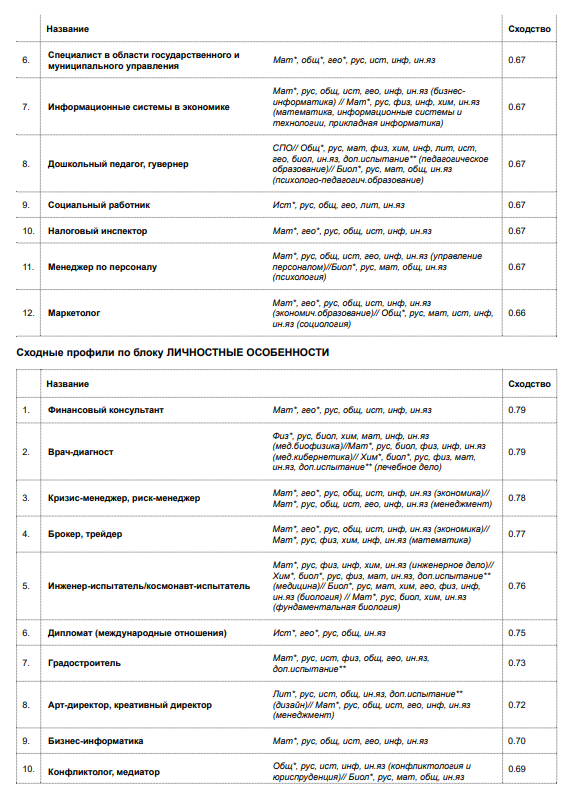 Название Сходство
6. Специалист в области государственного и муниципального управления Мат*, общ*, гео*, рус, ист, инф, ин.яз 0.67
7. Информационные системы в экономике Мат*, рус, общ, ист, гео, инф, ин.яз (бизнес-
информатика) // Мат*, рус, физ, инф, хим, ин.яз
(математика, информационные системы и
технологии, прикладная информатика) 0.67
8. Дошкольный педагог, гувернер СПО// Общ*, рус, мат, физ, хим, инф, лит, ист,
гео, биол, ин.яз, доп.испытание** (педагогическое
образование)// Биол*, рус, мат, общ, ин.яз
(психолого-педагогич.образование) 0.67
9. Социальный работник Ист*, рус, общ, гео, лит, ин.яз 0.67
10. Налоговый инспектор Мат*, гео*, рус, общ, ист, инф, ин.яз 0.67
11. Менеджер по персоналу Мат*, рус, общ, ист, гео, инф, ин.яз (управление
персоналом)//Биол*, рус, мат, общ, ин.яз
(психология) 0.67
12. Маркетолог Мат*, гео*, рус, общ, ист, инф, ин.яз
(экономич.образование)// Общ*, рус, мат, ист, инф,
ин.яз (социология) 0.66
Сходные профили по блоку ЛИЧНОСТНЫЕ ОСОБЕННОСТИ
Название Сходство
1. Финансовый консультант Мат*, гео*, рус, общ, ист, инф, ин.яз 0.79
2. Врач-диагност Физ*, рус, биол, хим, мат, инф, ин.яз
(мед.биофизика)//Мат*, рус, биол, физ, инф, ин.яз
(мед.кибернетика)// Хим*, биол*, рус, физ, мат,
ин.яз, доп.испытание** (лечебное дело) 0.79
3. Кризис-менеджер, риск-менеджер Мат*, гео*, рус, общ, ист, инф, ин.яз (экономика)//
Мат*, рус, общ, ист, гео, инф, ин.яз (менеджмент) 0.78
4. Брокер, трейдер Мат*, гео*, рус, общ, ист, инф, ин.яз (экономика)//
Мат*, рус, физ, хим, инф, ин.яз (математика) 0.77
5. Инженер-испытатель/космонавт-испытатель Мат*, рус, физ, инф, хим, ин.яз (инженерное дело)//
Хим*, биол*, рус, физ, мат, ин.яз, доп.испытание**
(медицина)// Биол*, рус, мат, хим, гео, физ, инф,
ин.яз (биология) // Мат*, рус, биол, хим, ин.яз
(фундаментальная биология) 0.76
6. Дипломат (международные отношения) Ист*, гео*, рус, общ, ин.яз 0.75
7. Градостроитель Мат*, рус, ист, физ, общ, гео, ин.яз,
доп.испытание** 0.73
8. Арт-директор, креативный директор Лит*, рус, ист, общ, ин.яз, доп.испытание**
(дизайн)// Мат*, рус, общ, ист, гео, инф, ин.яз
(менеджмент) 0.72
9. Бизнес-информатика Мат*, рус, общ, ист, гео, инф, ин.яз 0.70
10. Конфликтолог, медиатор Общ*, рус, ист, инф, ин.яз (конфликтология и
юриспруденция)// Биол*, рус, мат, общ, ин.яз 0.69